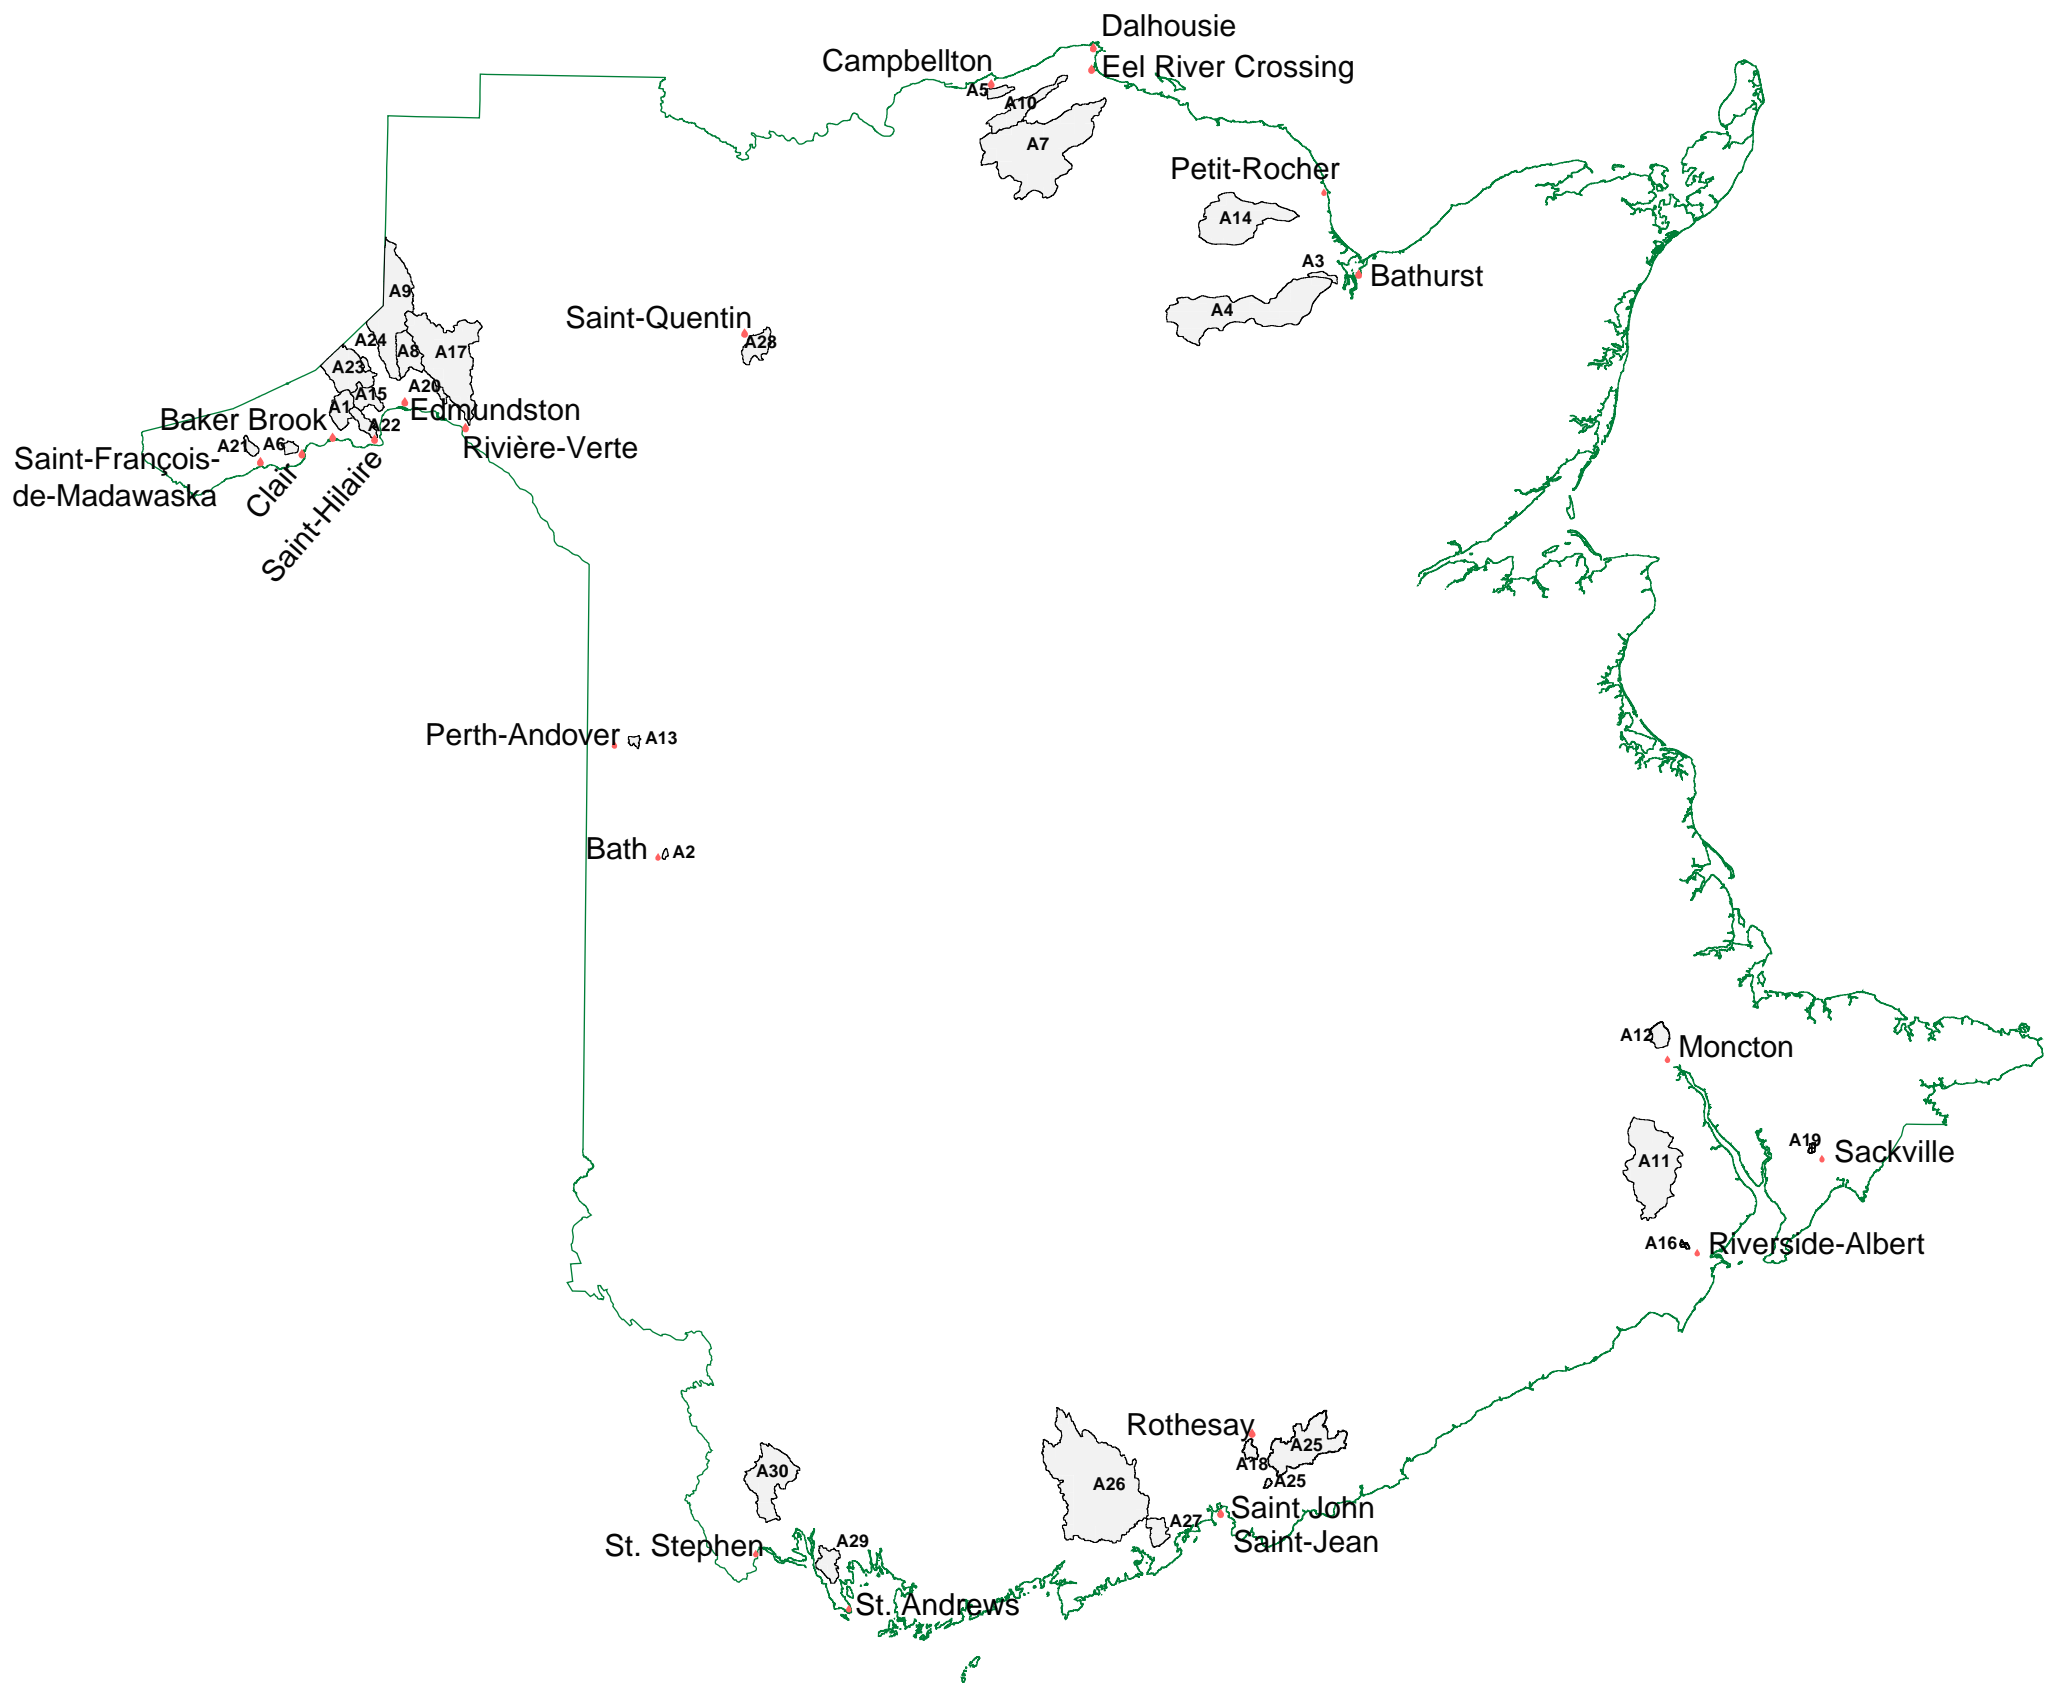 Dalhousie
Campbellton
Eel River Crossing
A5
A10
A7
Petit-Rocher
A14
A3
Bathurst
A4
A9
Saint-Quentin
A28
A24
A8
A17
A23
A20
A15
A1
Edmundston
Baker Brook
A22
A21
A6
Rivière-Verte
Saint-François-
de-Madawaska
Clair
Saint-Hilaire
Perth-Andover
A13
Bath
A2
A12
Moncton
A19
Sackville
A11
A16
Riverside-Albert
Rothesay
A25
A18
A30
A25
A26
Saint John
A27
Saint-Jean
St. Stephen
A29
St. Andrews